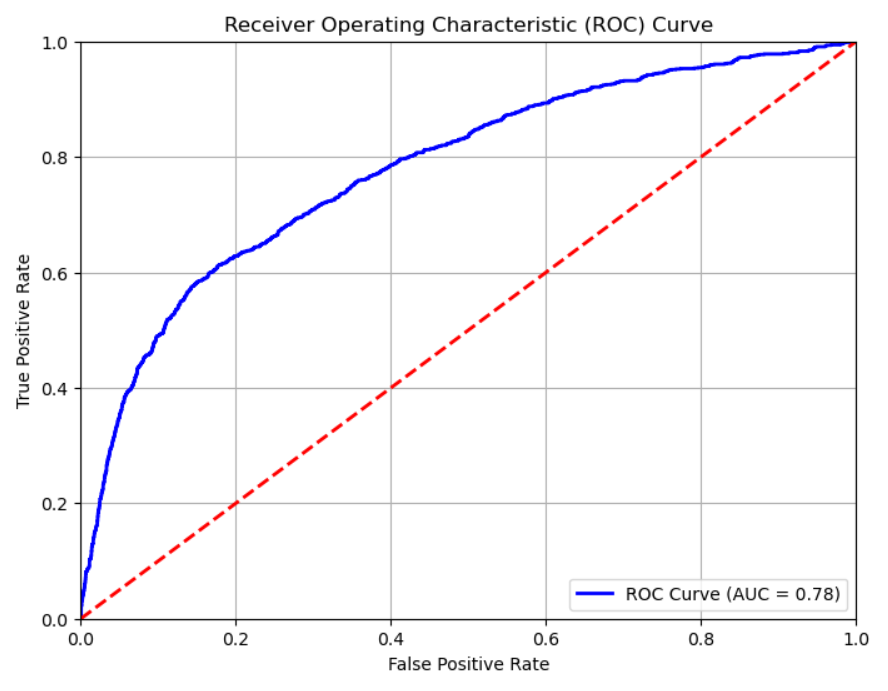 Receiver Operating Characteristic (ROC) Curve
1.0
0.8
0.6
0.4
0.2
0.0
True Positive Rate
ROC Curve (AUC = 0.78)
0.0 0.2 0.4 0.6 0.8 1.0
False Positive Rate